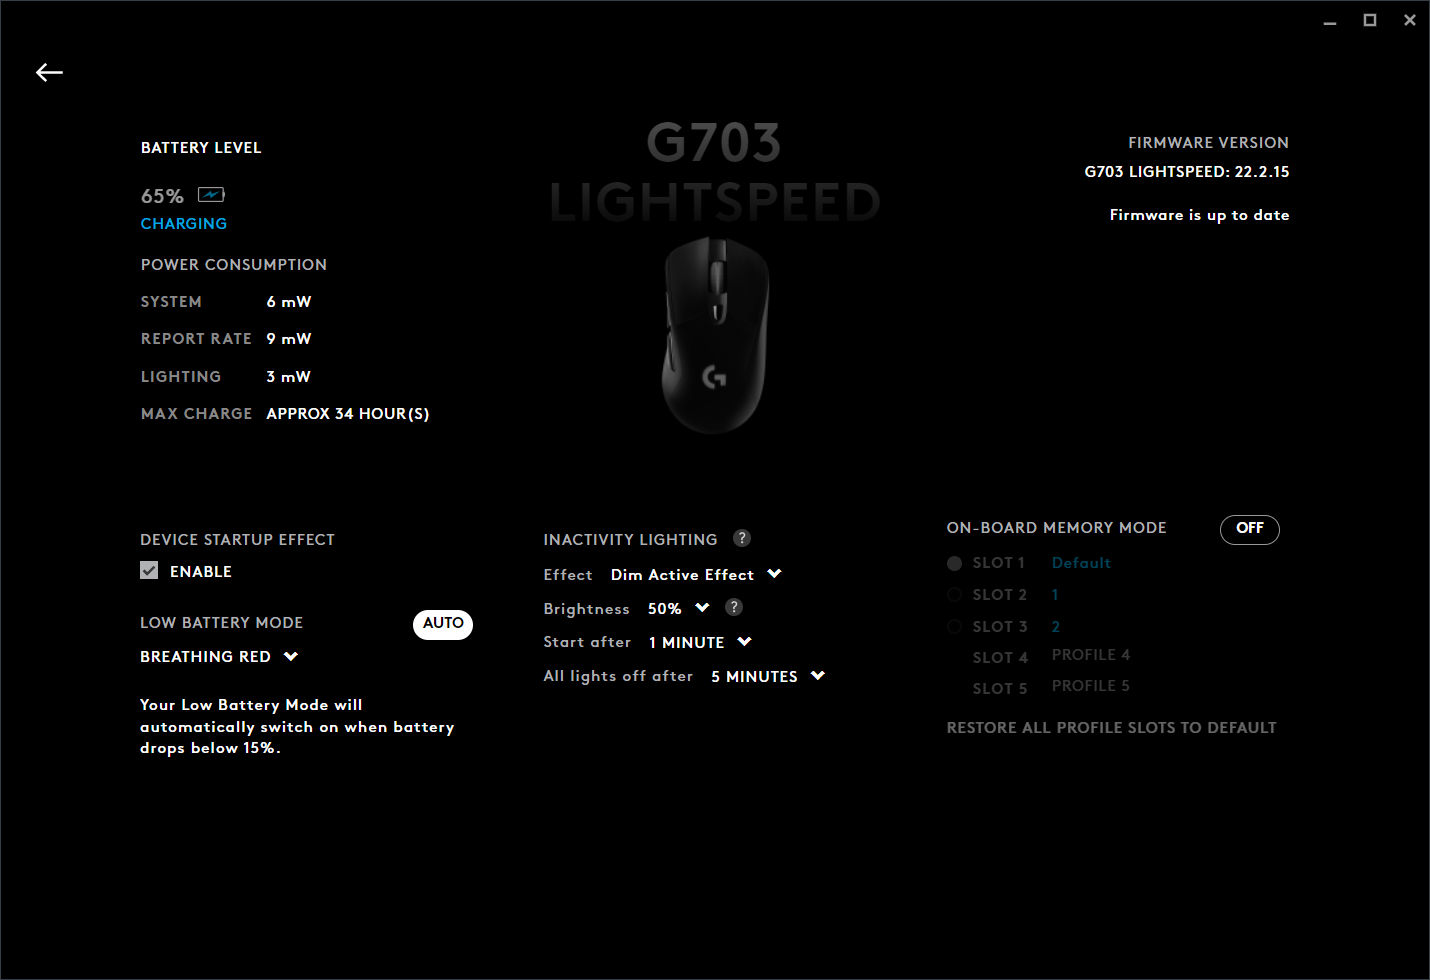 G703
LIGHTSPEED
BATTERY LEVEL
65%
CHARGING
POWER CONSUMPTION
SYSTEM 6 mW
REPORT RATE 9 mW
LIGHTING 3 mW
MAX CHARGE APPROX 34 HOUR(S)
FIRMWARE VERSION
G703 LIGHTSPEED: 22.2.15
Firmware is up to date
DEVICE STARTUP EFFECT
ENABLE
LOW BATTERY MODE AUTO
BREATHING RED
Your Low Battery Mode will
automatically switch on when battery
drops below 15%.
INACTIVITY LIGHTING ?
Effect Dim Active Effect
Brightness 50% ?
Start after 1 MINUTE
All lights off after 5 MINUTES
ON-BOARD MEMORY MODE OFF
SLOT 1 Default
SLOT 2 1
SLOT 3 2
SLOT 4 PROFILE 4
SLOT 5 PROFILE 5
RESTORE ALL PROFILE SLOTS TO DEFAULT